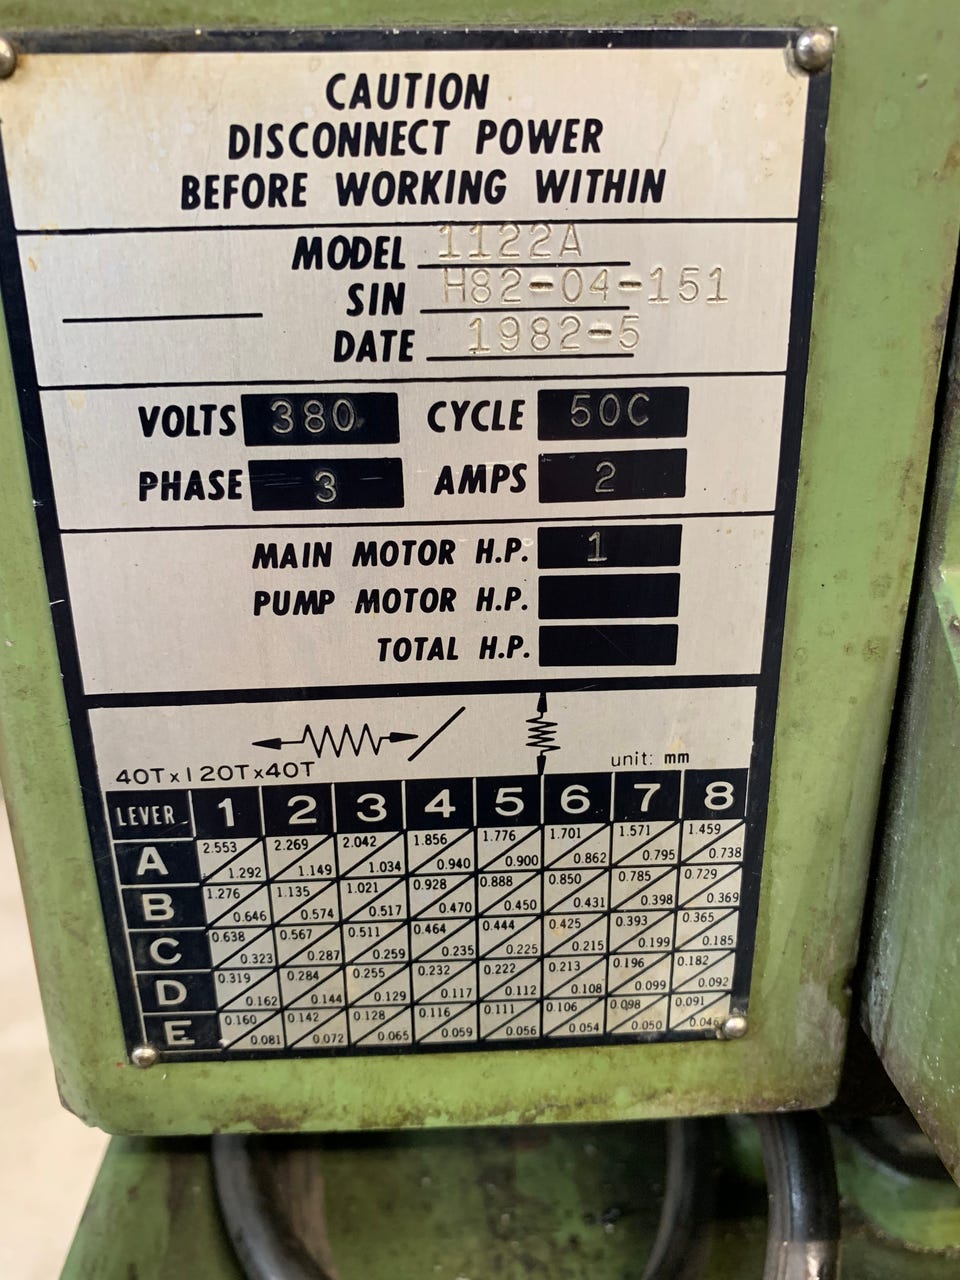 CAUTION
DISCONNECT POWER
BEFORE WORKING WITHIN
MODEL 1122A
SIN H82-04-151
DATE 1982-5
VOLTS 380 CYCLE 50C
PHASE 3 AMPS 2
MAIN MOTOR H.P. 1
PUMP MOTOR H.P.
TOTAL H.P.
unit: mm
40Tx120Tx40T
LEVER 1 2 3 4 5 6 7 8
A 2.553 1.292 2.269 1.149 2.042 1.034 1.856 0.940 1.776 0.900 1.701 0.862 1.571 0.795 1.459 0.738
B 1.276 0.646 1.135 0.574 1.021 0.517 0.928 0.470 0.888 0.450 0.850 0.431 0.785 0.398 0.729 0.369
C 0.638 0.323 0.567 0.287 0.511 0.259 0.464 0.235 0.444 0.225 0.425 0.215 0.393 0.199 0.365 0.185
D 0.319 0.162 0.284 0.144 0.255 0.129 0.232 0.117 0.222 0.112 0.213 0.108 0.196 0.099 0.182 0.092
E 0.160 0.081 0.142 0.072 0.128 0.065 0.116 0.059 0.111 0.056 0.106 0.054 0.098 0.050 0.091